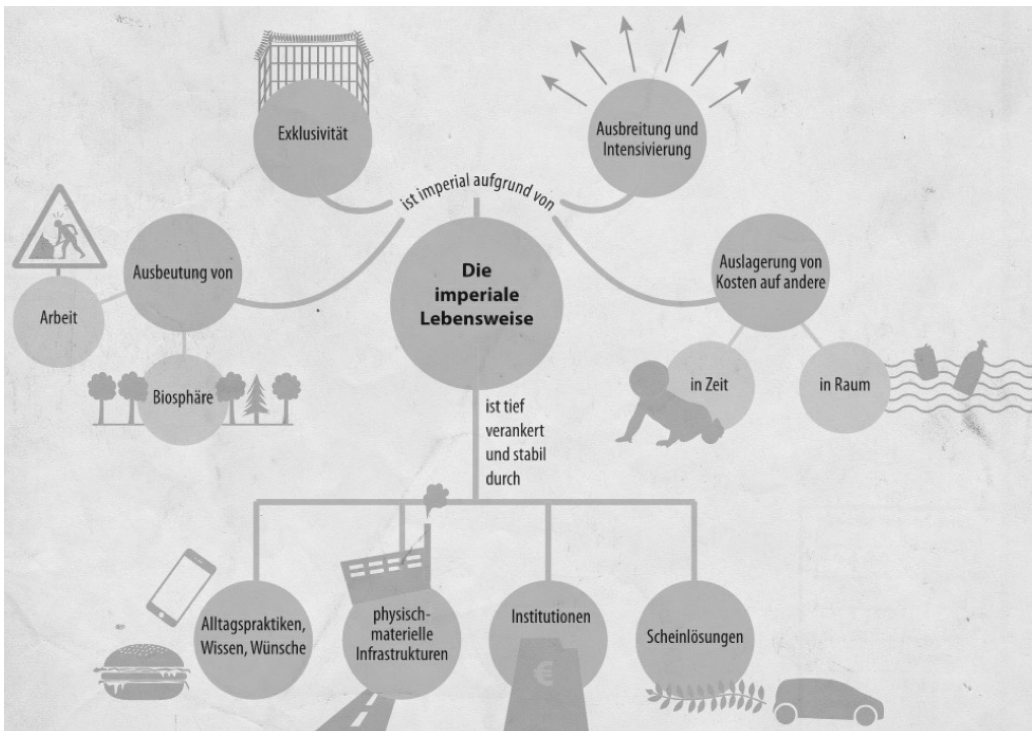 Exklusivität
Ausbreitung und
Intensivierung
ist imperial aufgrund von
Ausbeutung von
Arbeit
Biosphäre
Die
imperiale
Lebensweise
Auslagerung von
Kosten auf andere
in Zeit
in Raum
ist tief
verankert
und stabil
durch
Alltagspraktiken,
Wissen, Wünsche
physisch-
materielle
Infrastrukturen
Institutionen
€
Scheinlösungen